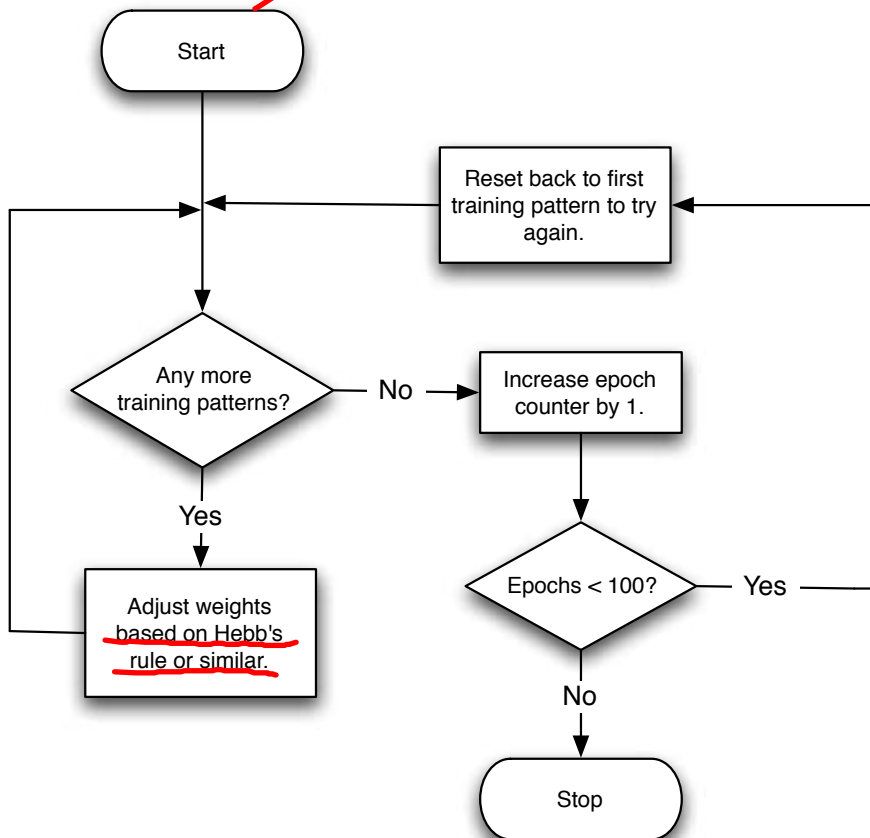 Start
Reset back to first
training pattern to try
again.
Any more
training patterns?
No
Increase epoch
counter by 1.
Yes
Epochs < 100?
Yes
Adjust weights
based on Hebb's
rule or similar.
No
Stop